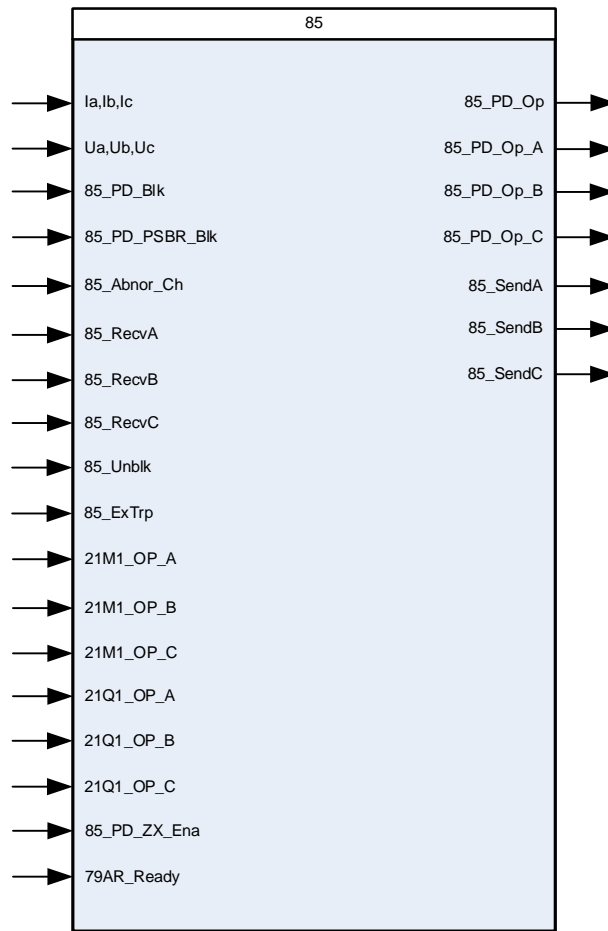 85
Ia,Ib,Ic
85_PD_Op
Ua,Ub,Uc
85_PD_Op_A
85_PD_Blk
85_PD_Op_B
85_PD_PSBR_Blk
85_PD_Op_C
85_Abnor_Ch
85_SendA
85_RecvA
85_SendB
85_RecvB
85_SendC
85_RecvC
85_Unblk
85_ExTrp
21M1_OP_A
21M1_OP_B
21M1_OP_C
21Q1_OP_A
21Q1_OP_B
21Q1_OP_C
85_PD_ZX_Ena
79AR_Ready